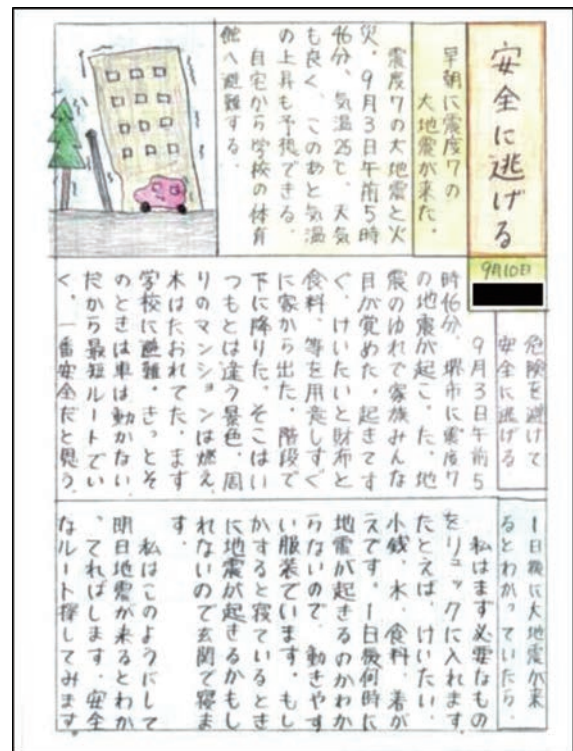 安全に逃げる
9月10日
早朝に震度7の
大地震が来た。
震度7の大地震と火
災。9月3日午前5時
46分、気温25℃、天気
も良く、このあと気温
の上昇も予想できる。
自宅から学校の体育
館へ避難する。
危険を避けて
安全に逃げる
9月3日午前5
時46分、堺市に震度7
の地震が起こった。地
震のゆれで家族みんな
目が覚めた。起きてす
ぐ、けいたいと財布と
食料、等を用意しすぐ
に家から出た。階段で
下に降りた。そこはい
つもとは違う景色。周
りのマンションは燃え、
木はたおれてた。まず
学校に避難。きっとそ
のときは車は動かない。
だから最短ルートでい
く。一番安全だと思う。
1日後に大地震が来
るとわかっていたら。
私はまず必要なもの
をリュックに入れます。
たとえば、けいたい、
小銭、水、食料、着が
えです。1日後何時に
地震が起きるのかわか
らないので、動きやす
い服装でいます。もし
かすると寝ているとき
に地震が起きるかもし
れないので玄関で寝ま
す。
私はこのようにして
明日地震が来るとわか
ってればします。安全
なルート探してみます。